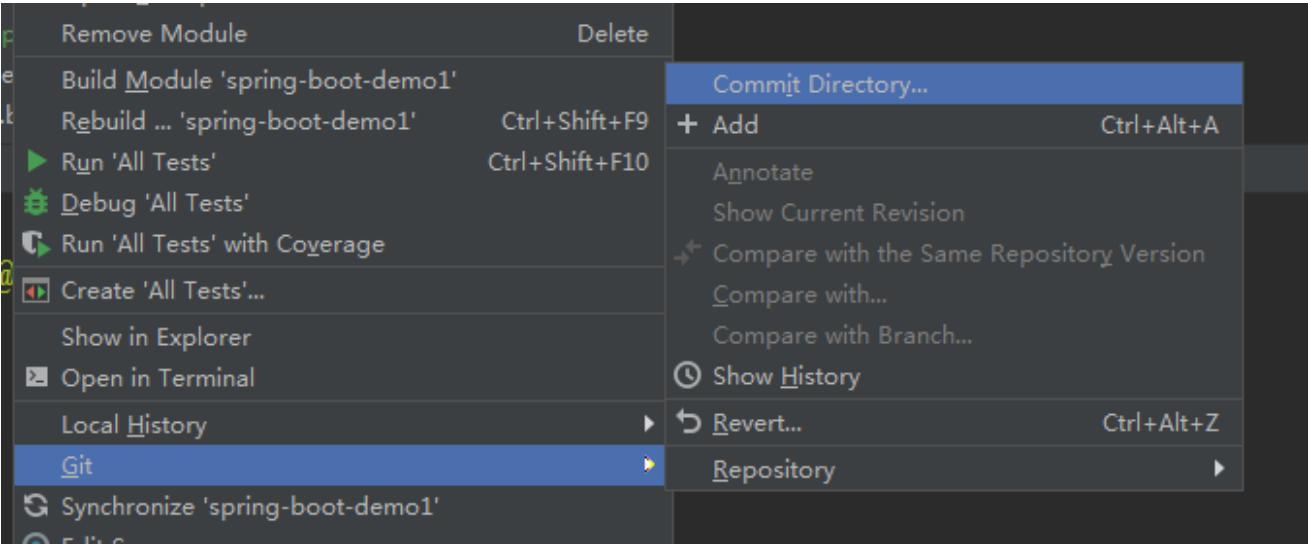 Remove Module Delete
Build Module 'spring-boot-demo1'
Rebuild ... 'spring-boot-demo1' Ctrl+Shift+F9
Run 'All Tests' Ctrl+Shift+F10
Debug 'All Tests'
Run 'All Tests' with Coverage
Create 'All Tests'...
Show in Explorer
Open in Terminal
Local History
Git
Synchronize 'spring-boot-demo1'
Commit Directory...
Add Ctrl+Alt+A
Annotate
Show Current Revision
Compare with the Same Repository Version
Compare with...
Compare with Branch...
Show History
Revert... Ctrl+Alt+Z
Repository